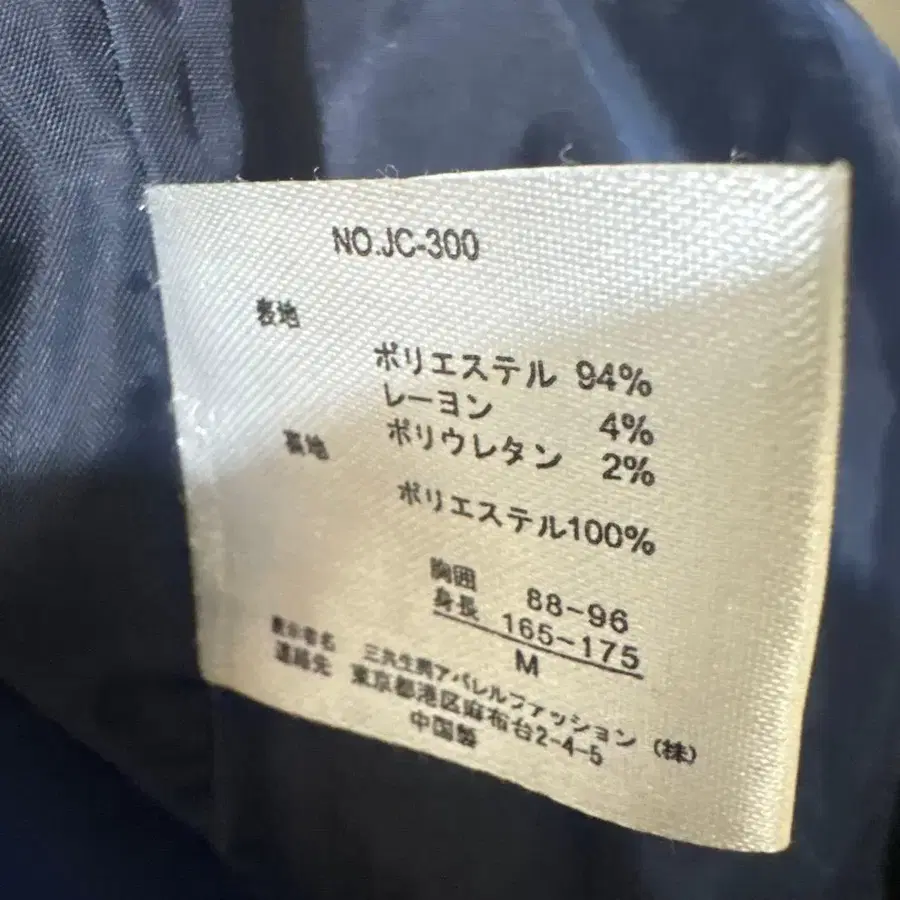 NO.JC-300
表地
ポリエステル 94%
レーヨン 4%
ポリウレタン 2%
裏地
ポリエステル100%
胸囲 88-96
身長 165-175
M
表示者名 三共生興アパレルファッション(株)
連絡先 東京都港区麻布台2-4-5
中国製